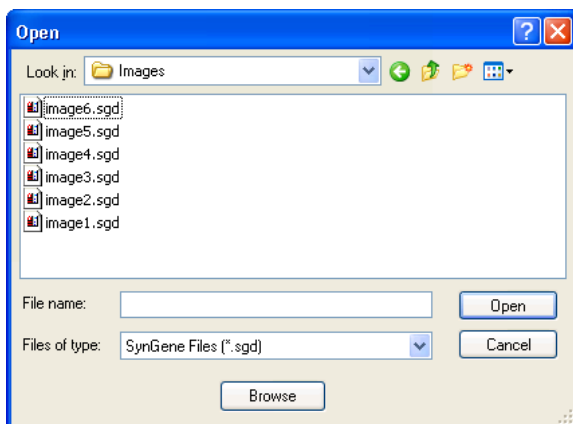 Open
Look in: Images
image6.sgd
image5.sgd
image4.sgd
image3.sgd
image2.sgd
image1.sgd
File name: Open
Files of type: SynGene Files (*.sgd) Cancel
Browse